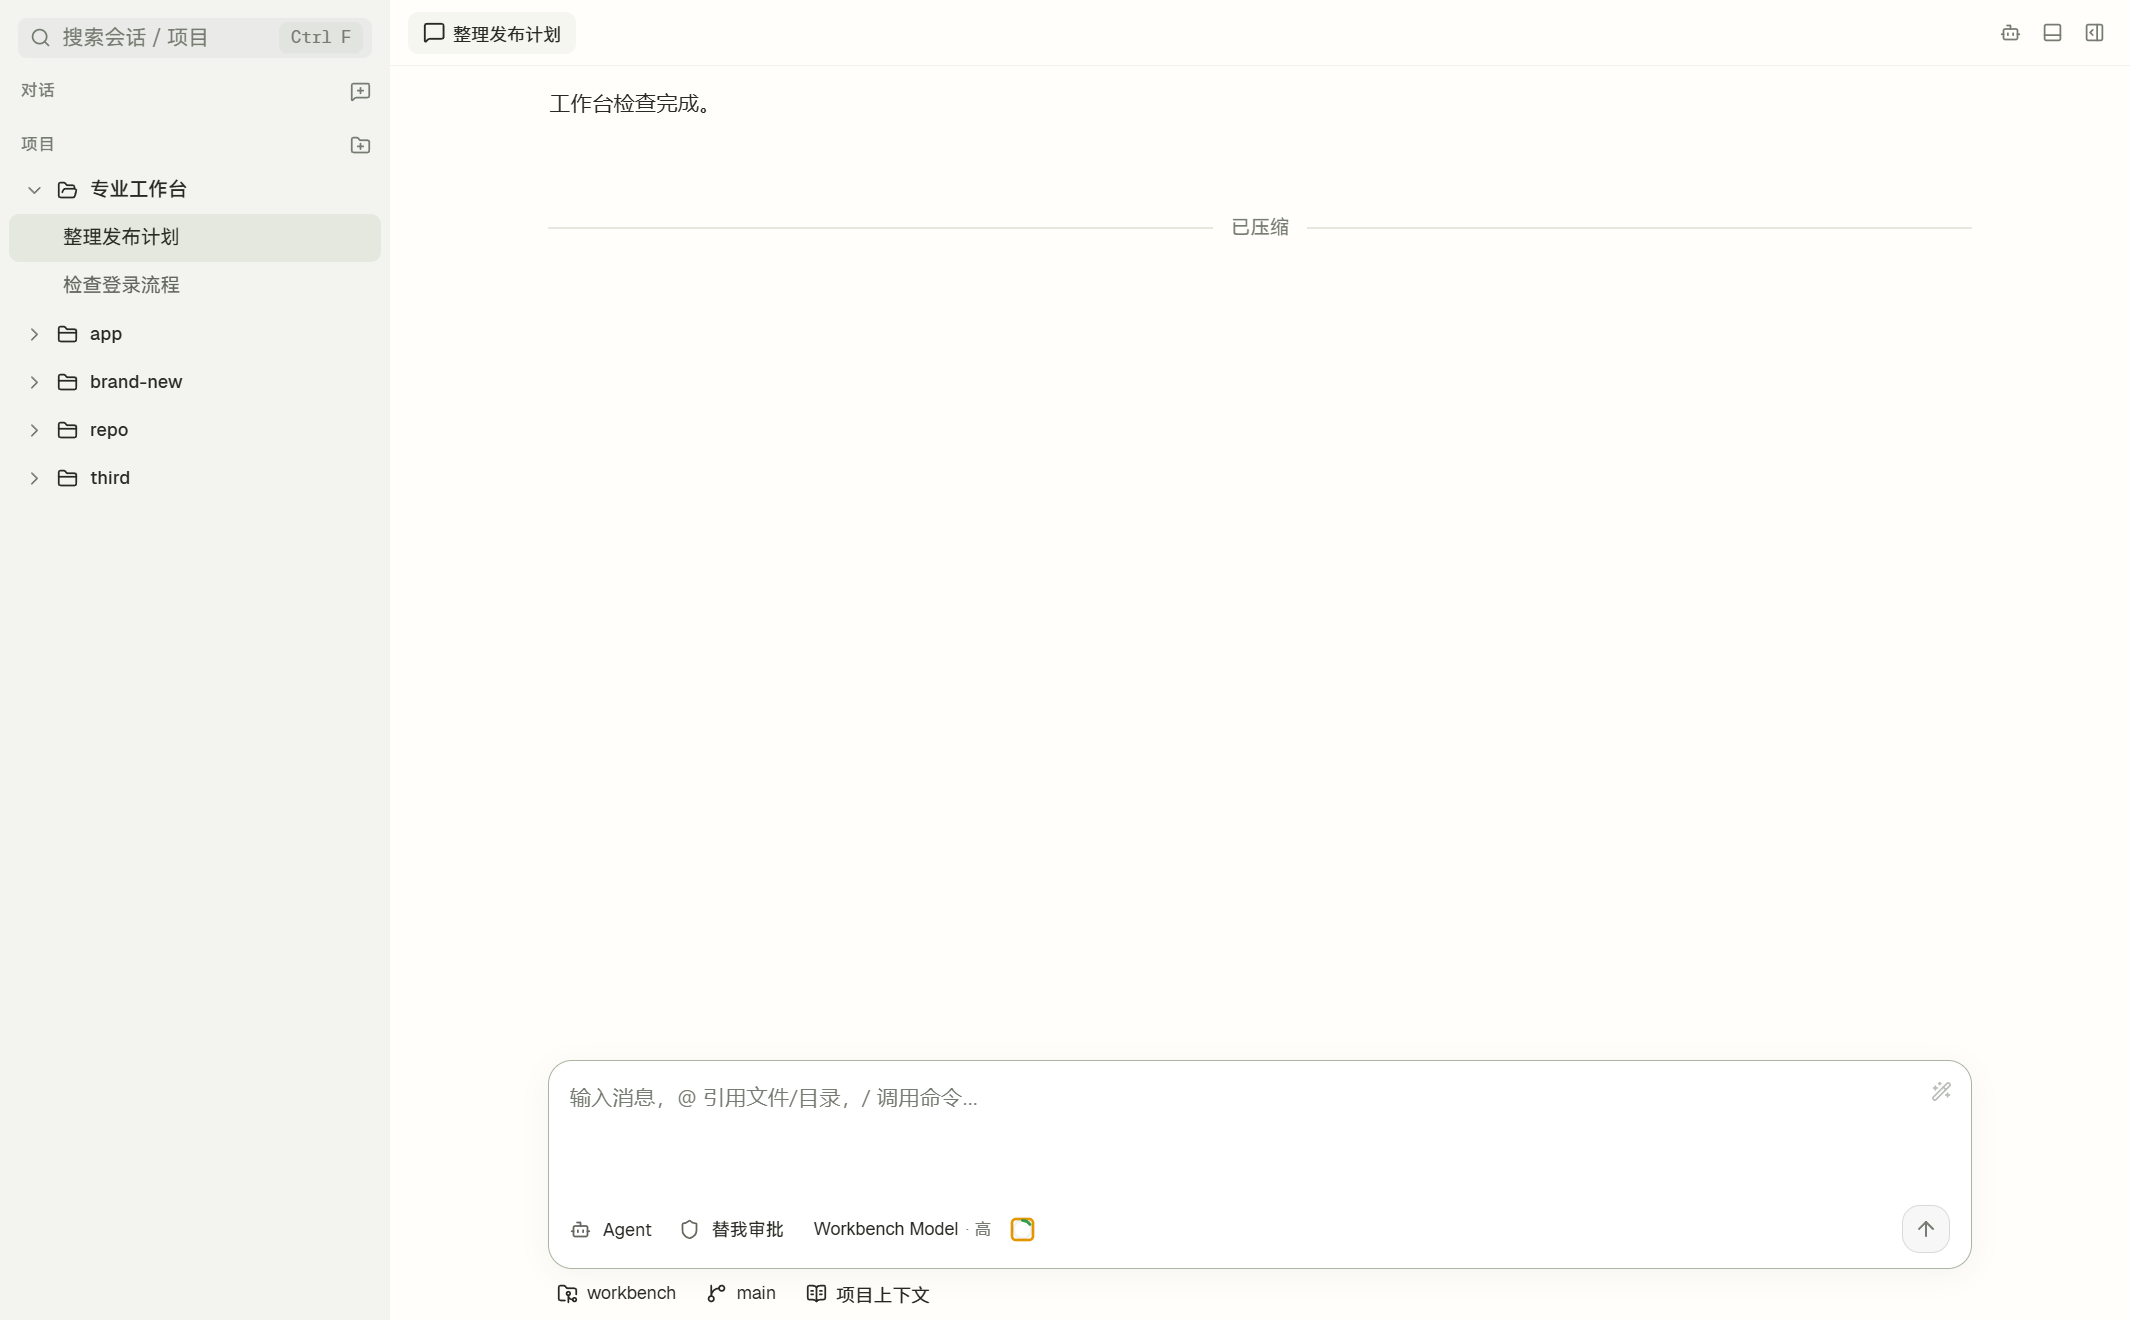 搜索会话 / 项目 Ctrl F
对话
项目
专业工作台
整理发布计划
检查登录流程
app
brand-new
repo
third
整理发布计划
工作台检查完成。
已压缩
输入消息，@ 引用文件/目录，/ 调用命令...
Agent 替我审批 Workbench Model · 高
workbench main 项目上下文